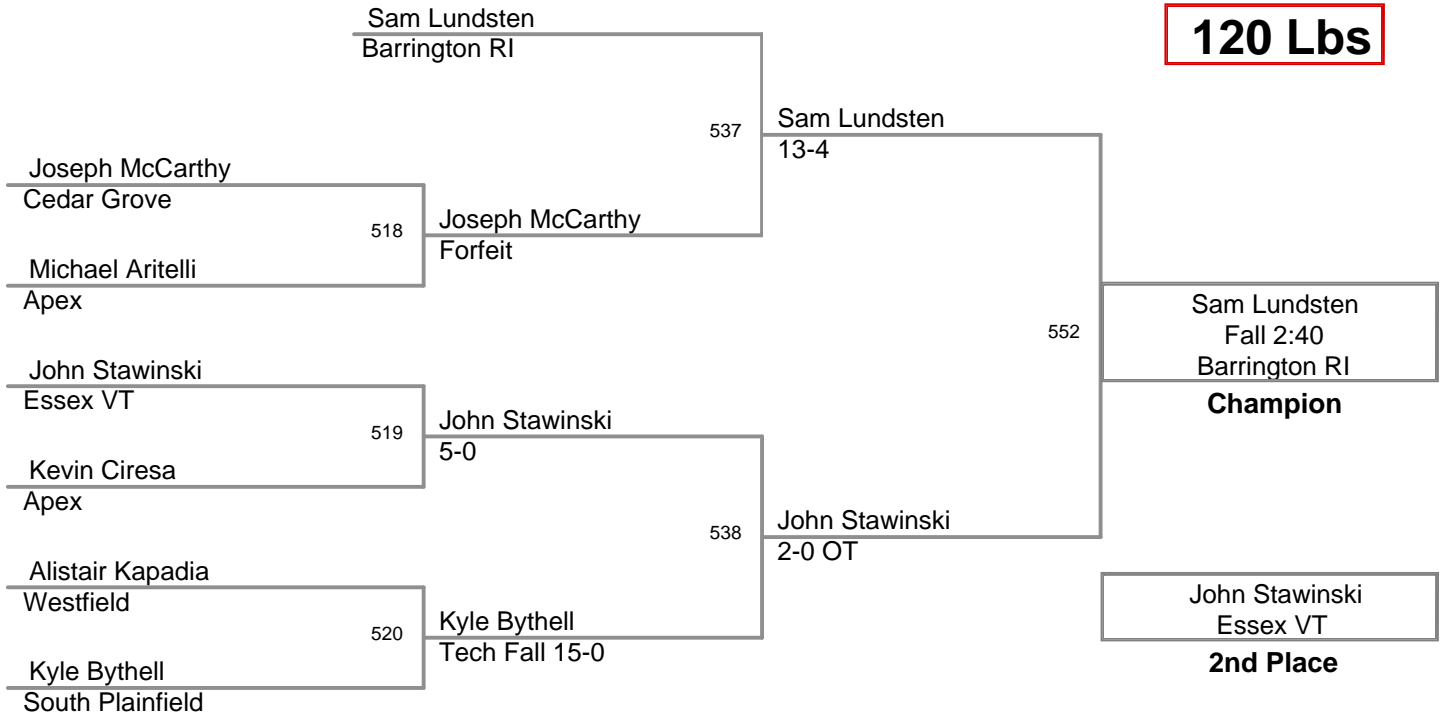 Sam Lundsten
Barrington RI
120 Lbs
537
Sam Lundsten
13-4
Joseph McCarthy
Cedar Grove
518
Joseph McCarthy
Forfeit
Michael Aritelli
Apex
552
Sam Lundsten
Fall 2:40
Barrington RI
Champion
John Stawinski
Essex VT
519
John Stawinski
5-0
Kevin Ciresa
Apex
538
John Stawinski
2-0 OT
Alistair Kapadia
Westfield
520
Kyle Bythell
Tech Fall 15-0
Kyle Bythell
South Plainfield
John Stawinski
Essex VT
2nd Place